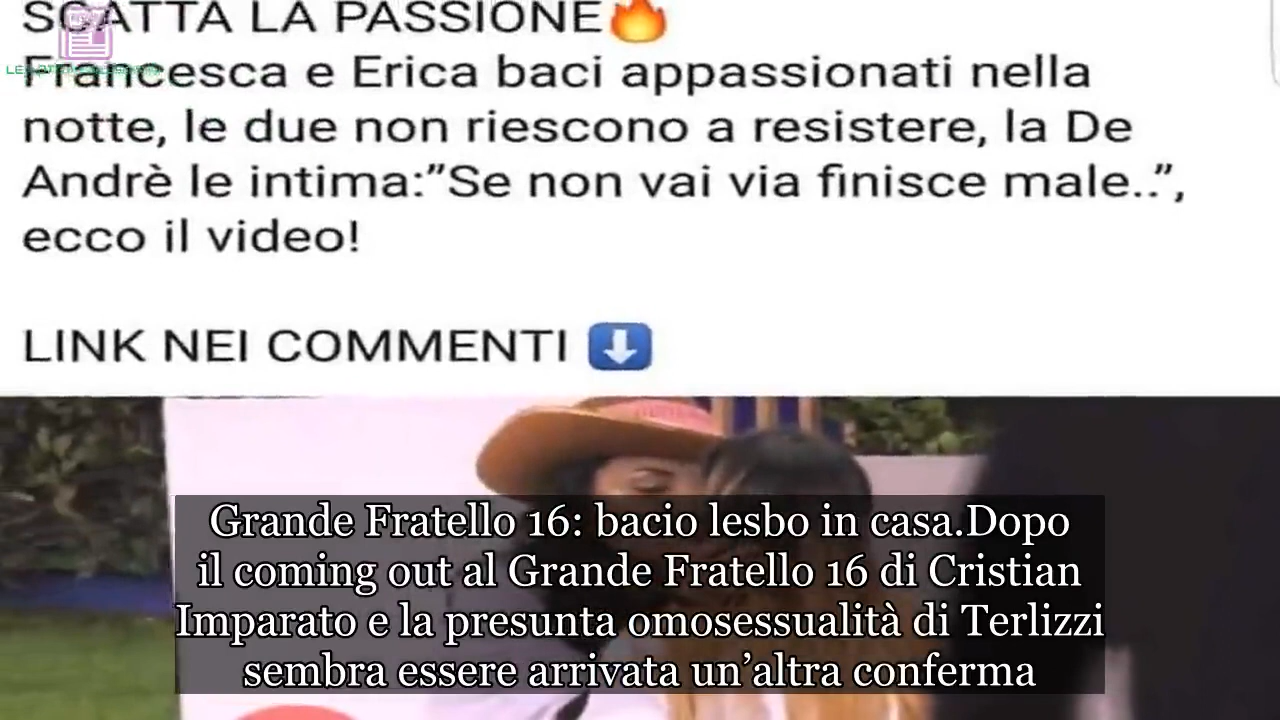 SCATTA LA PASSIONE🔥
Francesca e Erica baci appassionati nella
notte, le due non riescono a resistere, la De
Andrè le intima:”Se non vai via finisce male..”,
ecco il video!
LINK NEI COMMENTI ⬇️
Grande Fratello 16: bacio lesbo in casa.Dopo
il coming out al Grande Fratello 16 di Cristian
Imparato e la presunta omosessualità di Terlizzi
sembra essere arrivata un’altra conferma